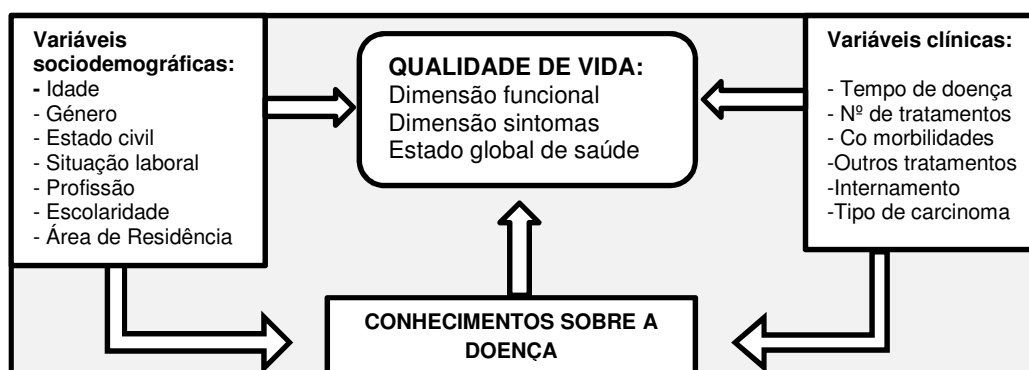 Variáveis
sociodemográficas:
- Idade
- Género
- Estado civil
- Situação laboral
- Profissão
- Escolaridade
- Área de Residência
QUALIDADE DE VIDA:
Dimensão funcional
Dimensão sintomas
Estado global de saúde
Variáveis clínicas:
- Tempo de doença
- Nº de tratamentos
- Co morbilidades
-Outros tratamentos
-Internamento
-Tipo de carcinoma
CONHECIMENTOS SOBRE A
DOENÇA